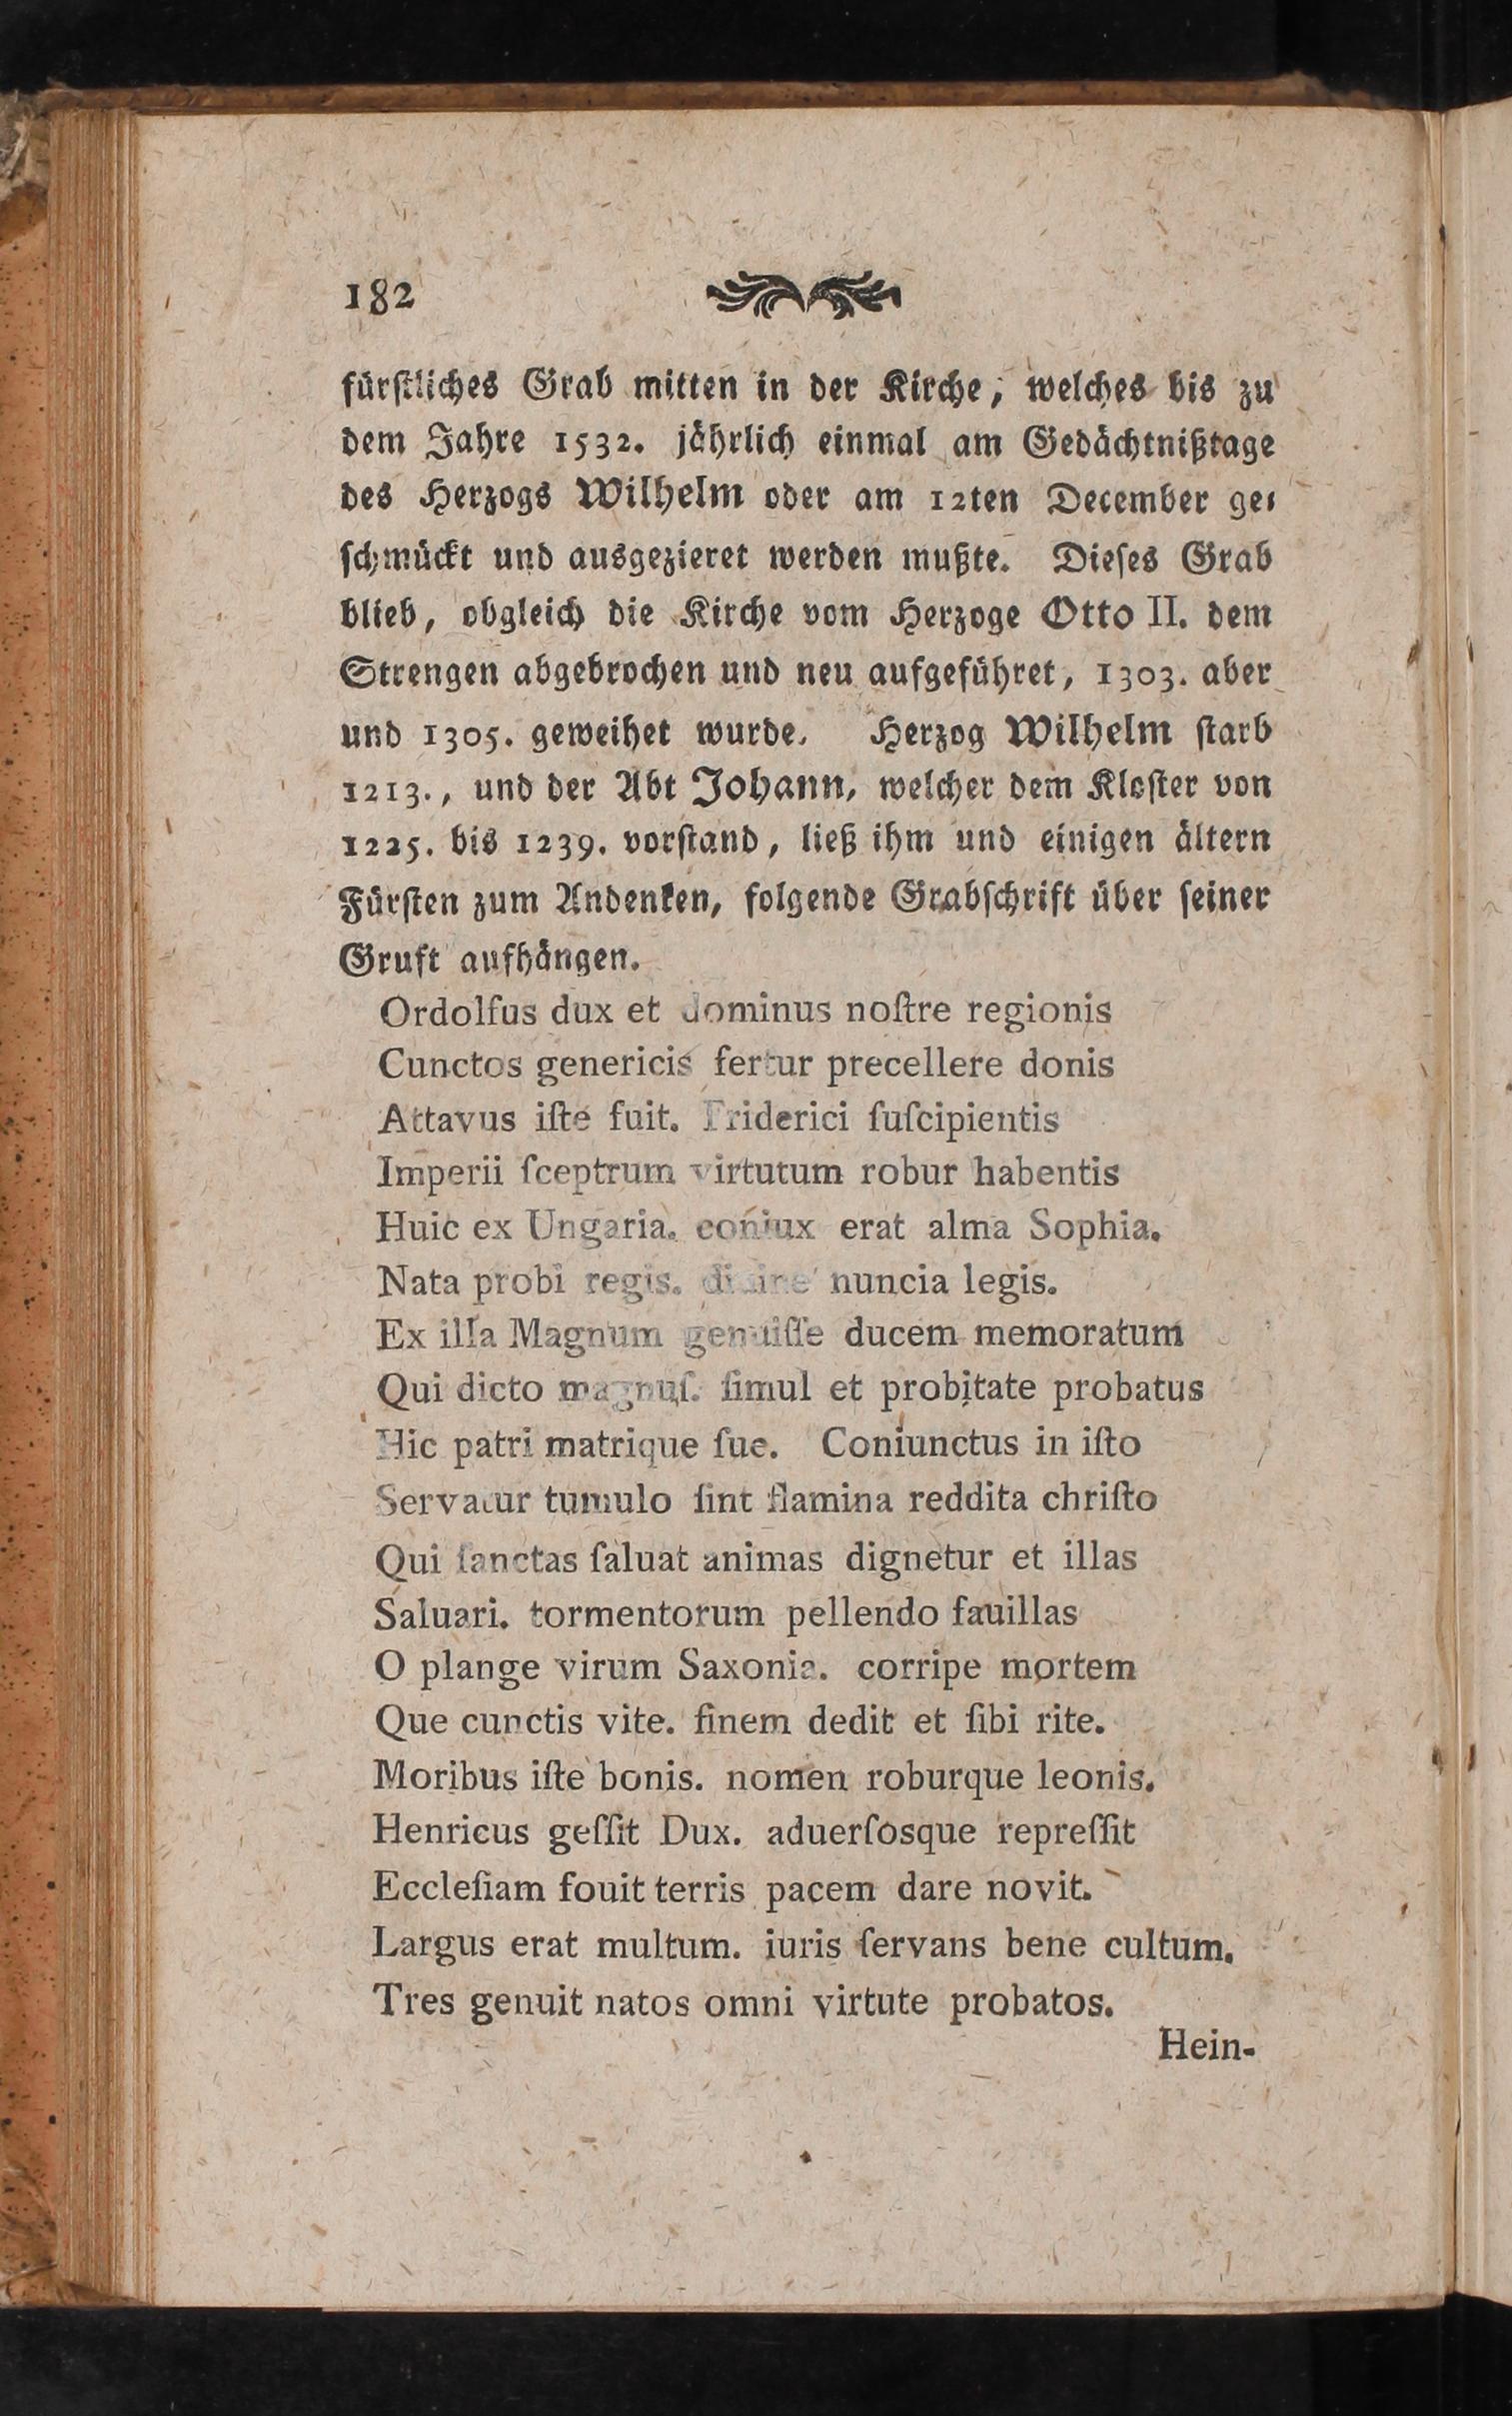 182
fürſtliches Grab mitten in der Kirche, welches bis zu
dem Jahre 1532. jährlich einmal am Gedächtnißtage
des Herzogs Wilhelm oder am 12ten December ge-
ſchmückt und ausgezieret werden mußte. Dieſes Grab
blieb, obgleich die Kirche vom Herzoge Otto II. dem
Strengen abgebrochen und neu aufgeführet, 1303. aber
und 1305. geweihet wurde. Herzog Wilhelm ſtarb
1213., und der Abt Johann, welcher dem Kloſter von
1225. bis 1239. vorſtand, ließ ihm und einigen ältern
Fürſten zum Andenken, folgende Grabſchrift über ſeiner
Gruft aufhängen.
Ordolfus dux et dominus noſtre regionis
Cunctos genericis fertur precellere donis
Attavus iſte fuit. Friderici ſuſcipientis
Imperii ſceptrum virtutum robur habentis
Huic ex Ungaria. coniux erat alma Sophia.
Nata probi regis. nuncia legis.
Ex illa Magnum genuiſſe ducem memoratum
Qui dicto magnuſ. ſimul et probitate probatus
Hic patri matrique ſue. Coniunctus in iſto
Servatur tumulo ſint flamina reddita chriſto
Qui ſanctas ſaluat animas dignetur et illas
Saluari. tormentorum pellendo fauillas
O plange virum Saxonia. corripe mortem
Que cunctis vite. finem dedit et ſibi rite.
Moribus iſte bonis. nomen roburque leonis.
Henricus geſſit Dux. aduerſosque repreſſit
Eccleſiam fouit terris pacem dare novit.
Largus erat multum. iuris ſervans bene cultum.
Tres genuit natos omni virtute probatos.
Hein-